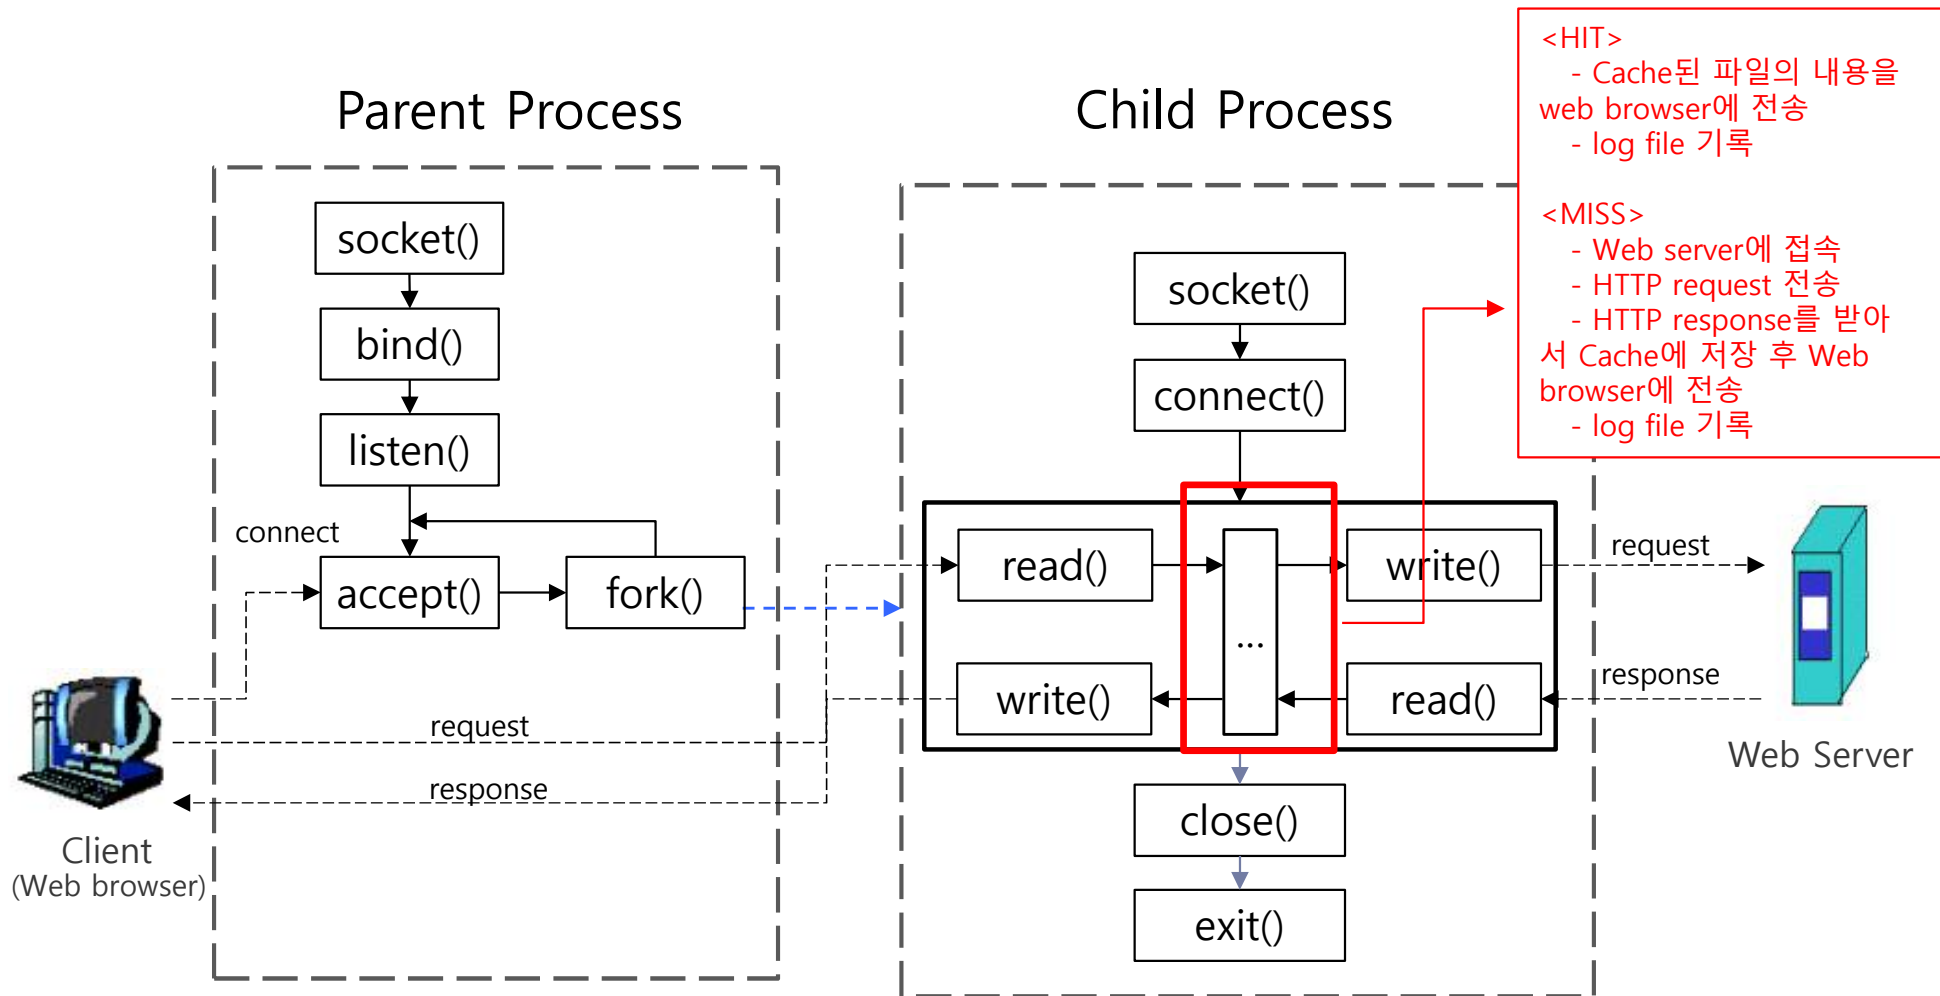 Parent Process
socket()
bind()
listen()
connect
accept()
fork()
request
response
Client
(Web browser)
Child Process
socket()
connect()
read()
...
write()
write()
read()
close()
exit()
<HIT>
- Cache된 파일의 내용을
web browser에 전송
- log file 기록
<MISS>
- Web server에 접속
- HTTP request 전송
- HTTP response를 받아
서 Cache에 저장 후 Web
browser에 전송
- log file 기록
request
response
Web Server